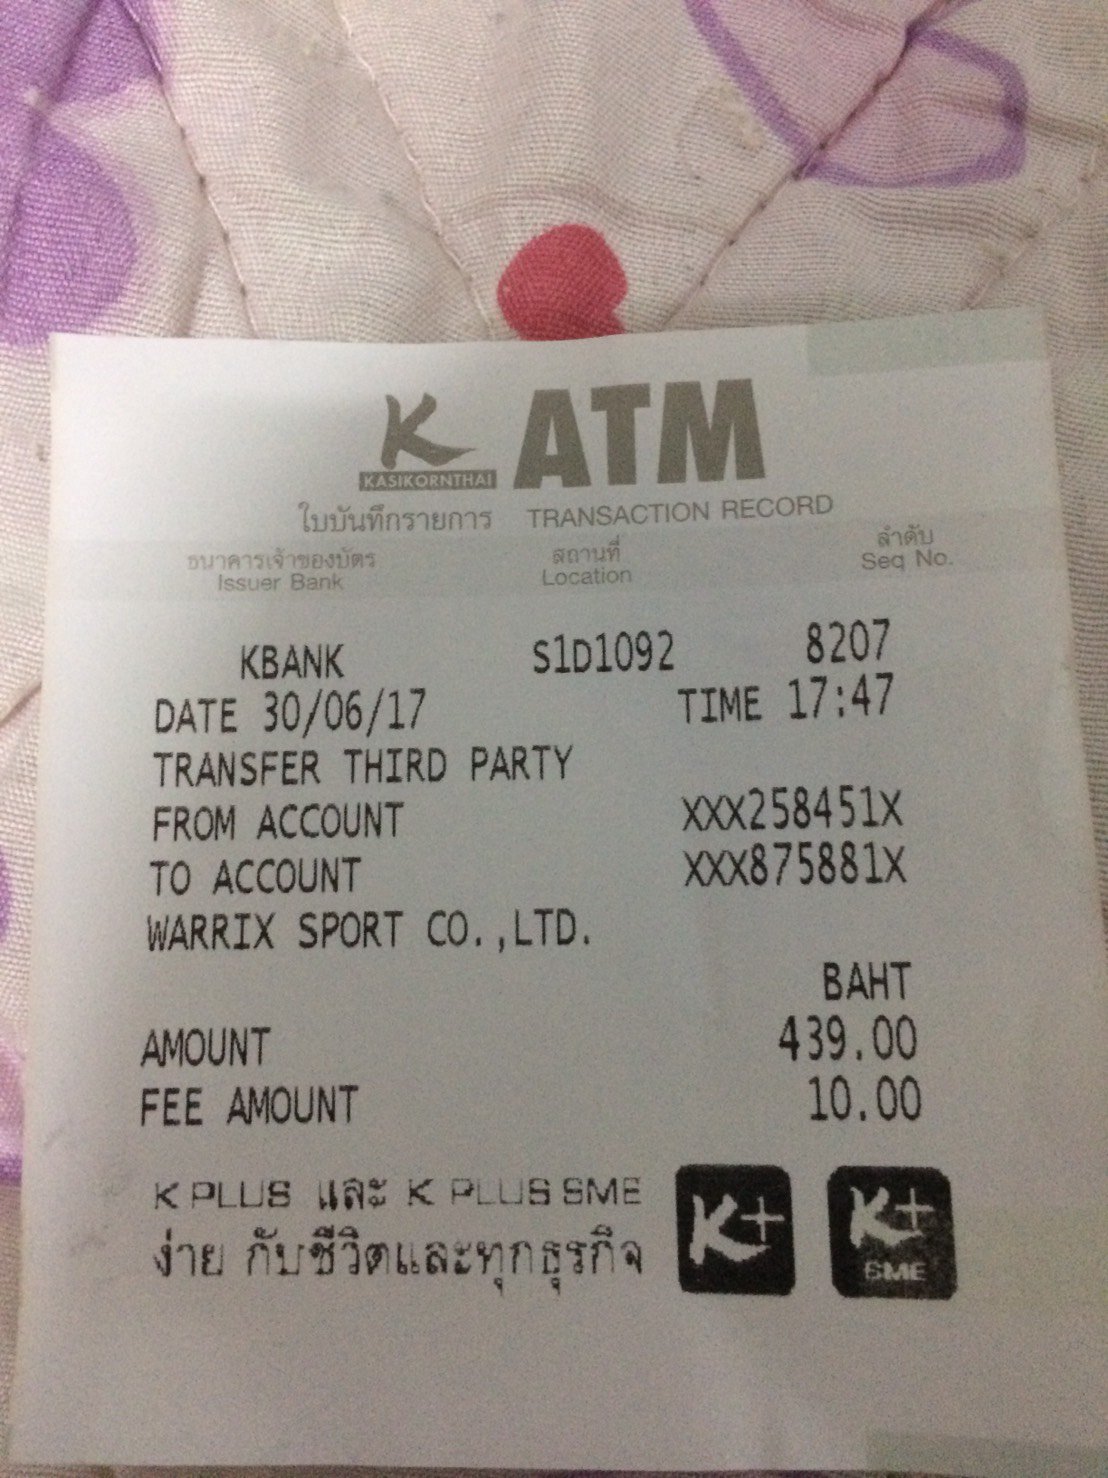 K ATM
KASIKORNTHAI
ใบบันทึกรายการ TRANSACTION RECORD
ธนาคารเจ้าของบัตร สถานที่ ลำดับ
Issuer Bank Location Seq No.
KBANK S1D1092 8207
DATE 30/06/17 TIME 17:47
TRANSFER THIRD PARTY
FROM ACCOUNT XXX258451X
TO ACCOUNT XXX875881X
WARRIX SPORT CO.,LTD.
BAHT
AMOUNT 439.00
FEE AMOUNT 10.00
K PLUS และ K PLUS SME
ง่าย กับชีวิตและทุกธุรกิจ
K+ K+
SME